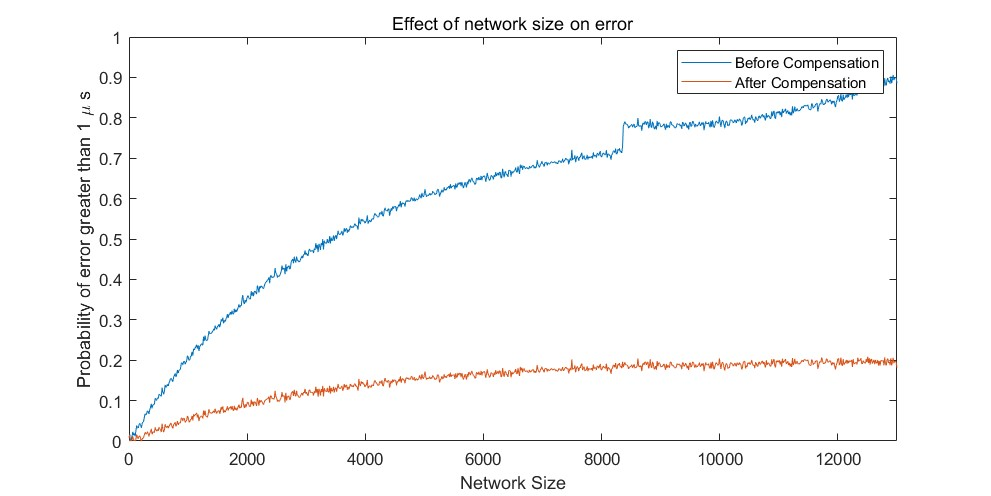 Effect of network size on error
Before Compensation
After Compensation
Probability of error greater than 1 μ s
1
0.9
0.8
0.7
0.6
0.5
0.4
0.3
0.2
0.1
0
0 2000 4000 6000 8000 10000 12000
Network Size